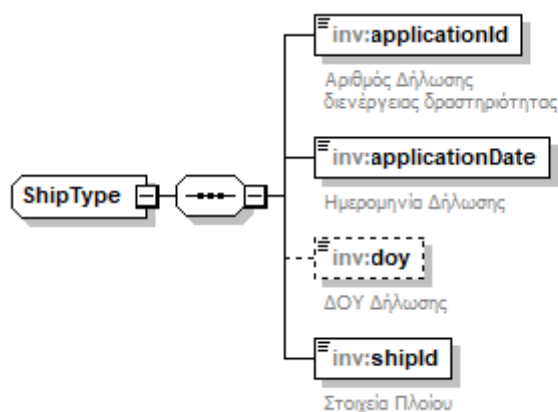 inv:applicationId
Αριθμός Δήλωσης
διενέργειας δραστηριότητας
inv:applicationDate
Ημερομηνία Δήλωσης
ShipType
inv:doy
ΔΟΥ Δήλωσης
inv:shipId
Στοιχεία Πλοίου